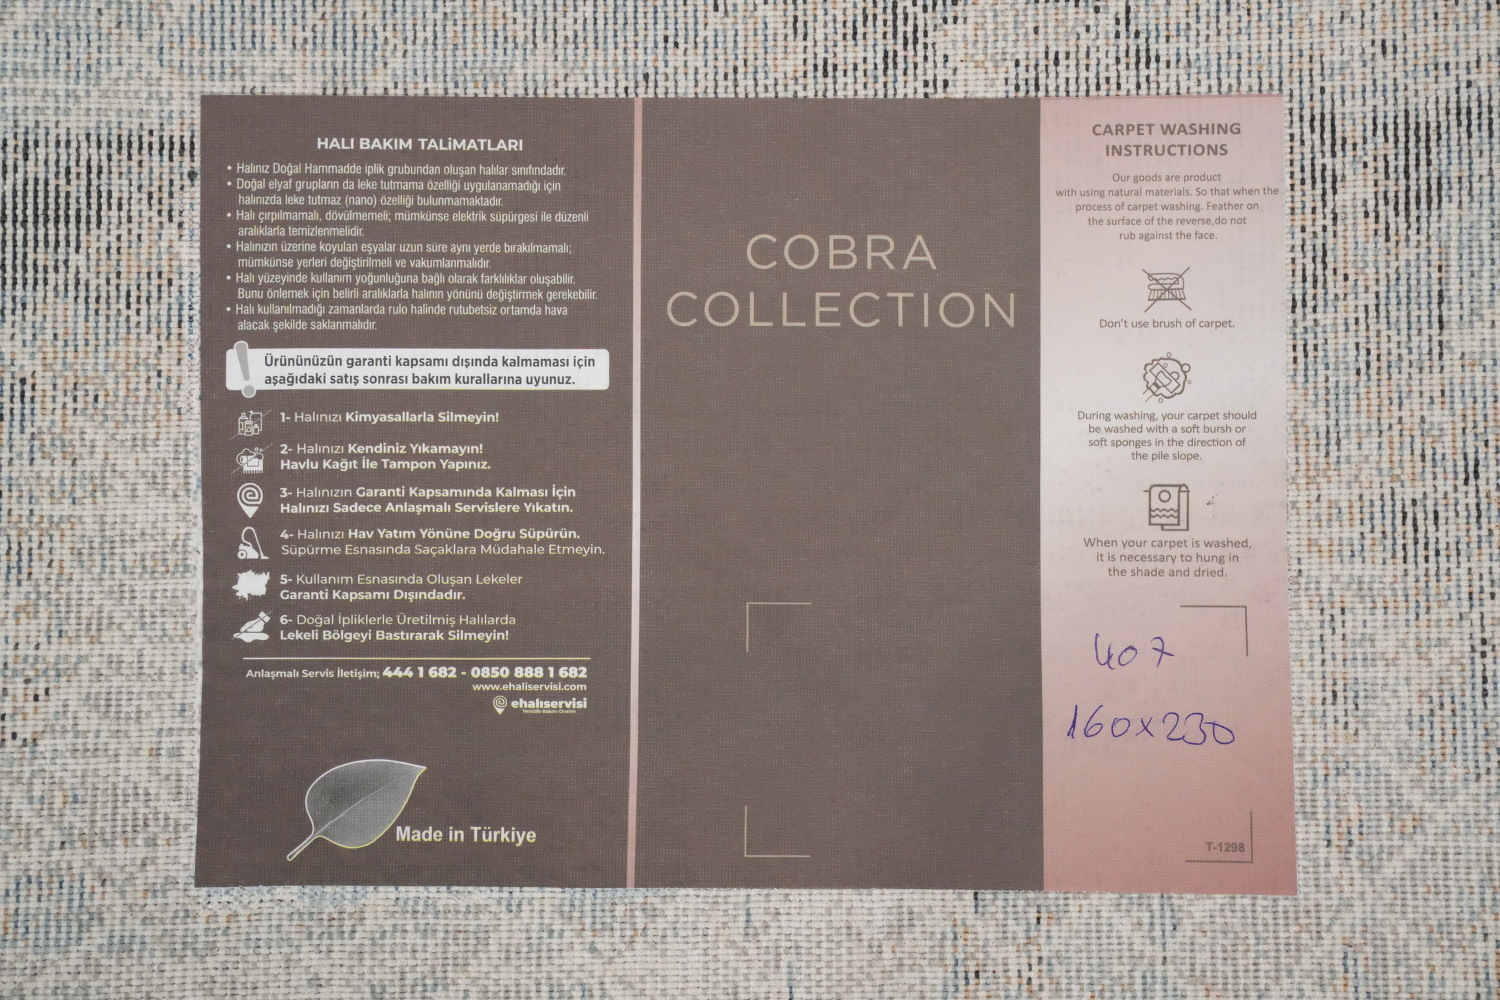 HALI BAKIM TALiMATLARI
• Halınız Doğal Hammadde iplik grubundan oluşan halılar sınıfındadır.
• Doğal elyaf grupların da leke tutmama özelliği uygulanamadığı için
halınızda leke tutmaz (nano) özelliği bulunmamaktadır.
• Halı çırpılmamalı, dövülmemeli; mümkünse elektrik süpürgesi ile düzenli
aralıklarla temizlenmelidir.
• Halınızın üzerine koyulan eşyalar uzun süre aynı yerde bırakılmamalı;
mümkünse yerleri değiştirilmeli ve vakumlanmalıdır.
• Halı yüzeyinde kullanım yoğunluğuna bağlı olarak farklılıklar oluşabilir.
Bunu önlemek için belirli aralıklarla halının yönünü değiştirmek gerekebilir.
• Halı kullanılmadığı zamanlarda rulo halinde rutubetsiz ortamda hava
alacak şekilde saklanmalıdır.
Ürününüzün garanti kapsamı dışında kalmaması için
aşağıdaki satış sonrası bakım kurallarına uyunuz.
1- Halınızı Kimyasallarla Silmeyin!
2- Halınızı Kendiniz Yıkamayın!
Havlu Kağıt İle Tampon Yapınız.
3- Halınızın Garanti Kapsamında Kalması İçin
Halınızı Sadece Anlaşmalı Servislere Yıkatın.
4- Halınızı Hav Yatım Yönüne Doğru Süpürün.
Süpürme Esnasında Saçaklara Müdahale Etmeyin.
5- Kullanım Esnasında Oluşan Lekeler
Garanti Kapsamı Dışındadır.
6- Doğal İpliklerle Üretilmiş Halılarda
Lekeli Bölgeyi Bastırarak Silmeyin!
Anlaşmalı Servis İletişim; 444 1 682 - 0850 888 1 682
www.ehaliservisi.com
ehalıservisi
Made in Türkiye
COBRA
COLLECTION
CARPET WASHING
INSTRUCTIONS
Our goods are product
with using natural materials. So that when the
process of carpet washing. Feather on
the surface of the reverse,do not
rub against the face.
Don't use brush of carpet.
During washing, your carpet should
be washed with a soft bursh or
soft sponges in the direction of
the pile slope.
When your carpet is washed,
it is necessary to hung in
the shade and dried.
407
160x230
T-1298